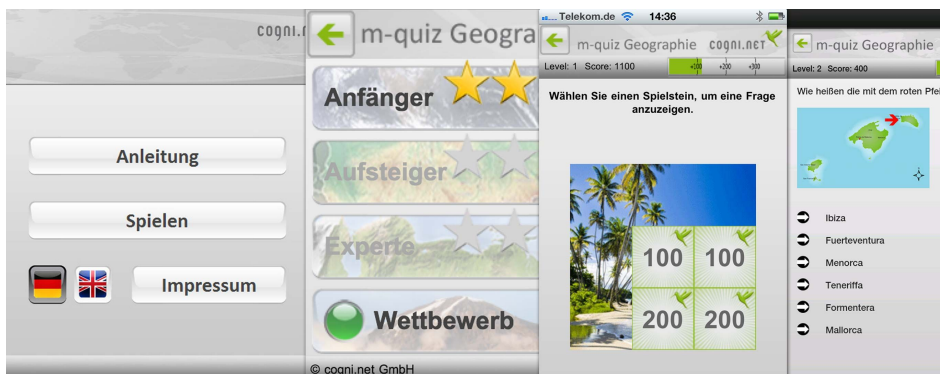 cogni.r
Anleitung
Spielen
Impressum
m-quiz Geogra
Anfänger
Aufsteiger
Experte
Wettbewerb
© cogni.net GmbH
Telekom.de 14:36
m-quiz Geographie cogni.net
Level: 1 Score: 1100 +100 +200 +300
Wählen Sie einen Spielstein, um eine Frage
anzuzeigen.
100 100
200 200
m-quiz Geographie
Level: 2 Score: 400
Wie heißen die mit dem roten Pfei
Ibiza
Fuerteventura
Menorca
Teneriffa
Formentera
Mallorca